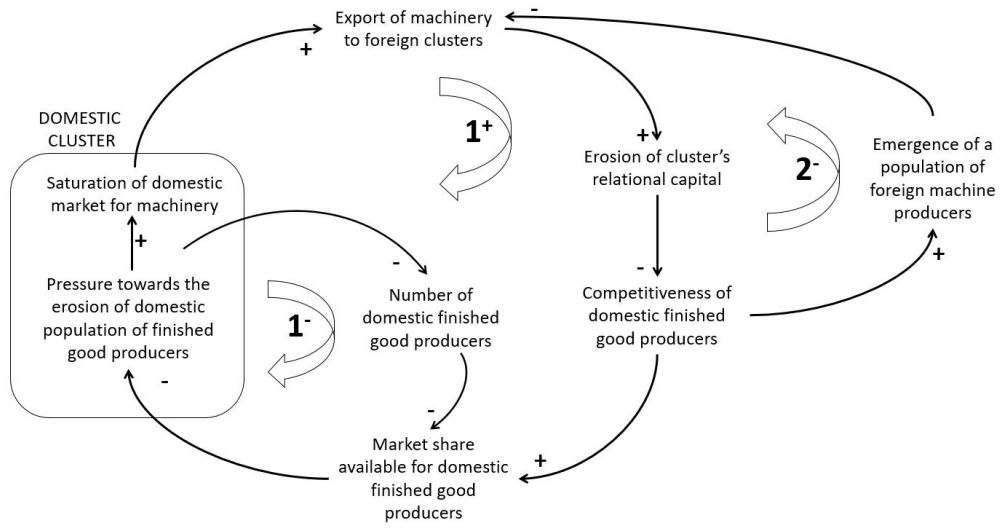 Export of machinery
to foreign clusters
-
+
DOMESTIC
CLUSTER
1+
+
Erosion of cluster's
relational capital
2-
Emergence of a
population of
foreign machine
producers
Saturation of domestic
market for machinery
+
-
-
+
Pressure towards the
erosion of domestic
population of finished
good producers
1-
Number of
domestic finished
good producers
Competitiveness of
domestic finished
good producers
-
-
+
Market share
available for domestic
finished good
producers